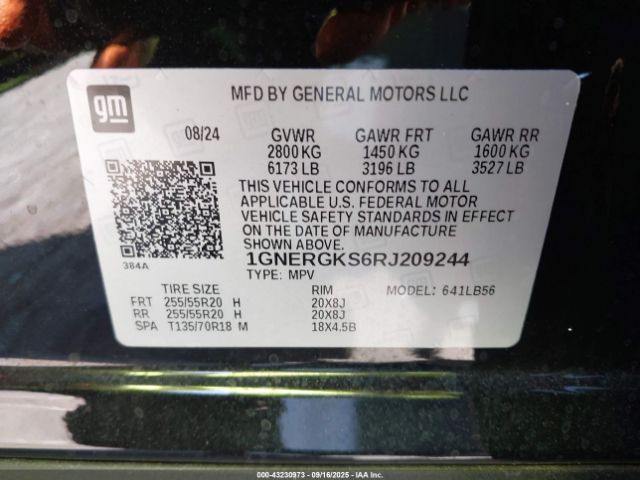 gm
MFD BY GENERAL MOTORS LLC
08/24 GVWR GAWR FRT GAWR RR
2800 KG 1450 KG 1600 KG
6173 LB 3196 LB 3527 LB
THIS VEHICLE CONFORMS TO ALL
APPLICABLE U.S. FEDERAL MOTOR
VEHICLE SAFETY STANDARDS IN EFFECT
ON THE DATE OF MANUFACTURE
SHOWN ABOVE.
384A
1GNERGKS6RJ209244
TYPE: MPV
TIRE SIZE RIM MODEL: 641LB56
FRT 255/55R20 H 20X8J
RR 255/55R20 H 20X8J
SPA T135/70R18 M 18X4.5B
000-43230973 - 09/16/2025 - IAAI.COM